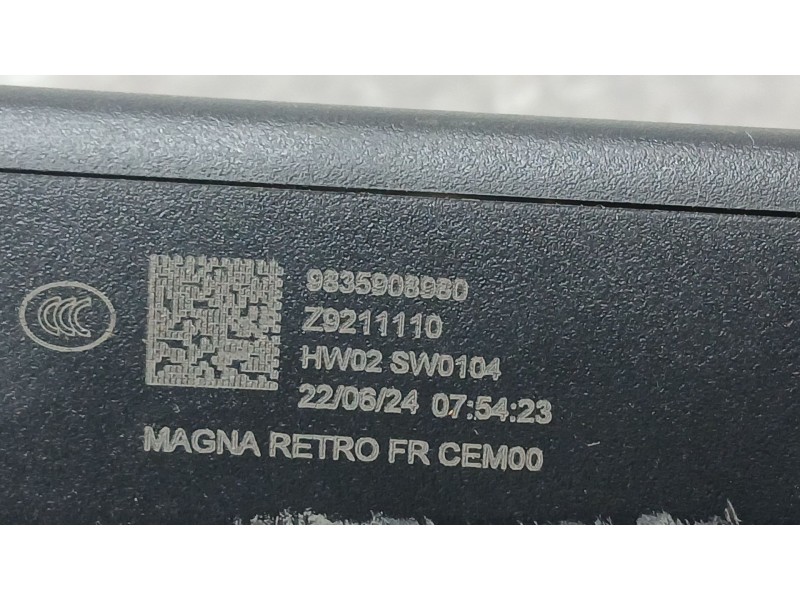 9835908980
Z9211110
HW02 SW0104
22/06/24 07:54:23
MAGNA RETRO FR CEM00